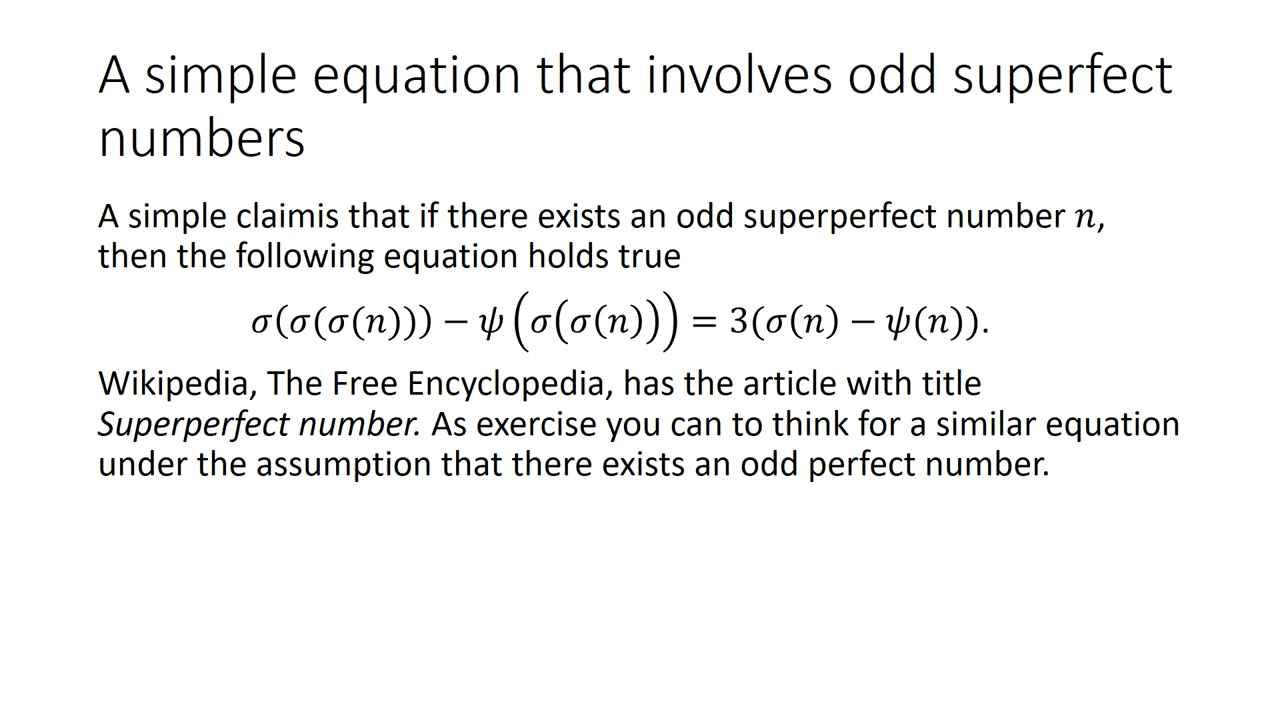 A simple equation that involves odd superfect
numbers
A simple claimis that if there exists an odd superperfect number 𝑛,
then the following equation holds true
𝜎(𝜎(𝜎(𝑛))) − 𝜓(𝜎(𝜎(𝑛))) = 3(𝜎(𝑛) − 𝜓(𝑛)).
Wikipedia, The Free Encyclopedia, has the article with title
Superperfect number. As exercise you can to think for a similar equation
under the assumption that there exists an odd perfect number.